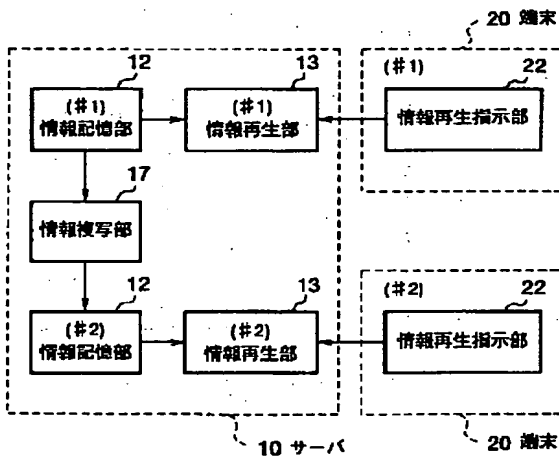 20 端末
12
13
(#1)
22
(#1)
情報記憶部
(#1)
情報再生部
情報再生指示部
17
情報複写部
12
13
(#2)
22
(#2)
情報記憶部
(#2)
情報再生部
情報再生指示部
10 サーバ
20 端末